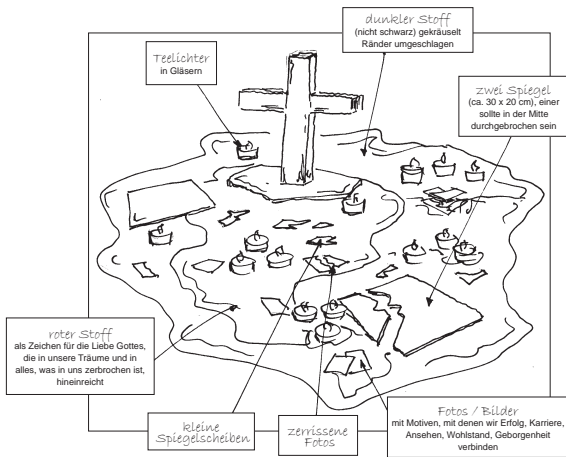 dunkler Stoff
(nicht schwarz) gekräuselt
Ränder umgeschlagen
Teelichter
in Gläsern
zwei Spiegel
(ca. 30 x 20 cm), einer
sollte in der Mitte
durchgebrochen sein
roter Stoff
als Zeichen für die Liebe Gottes,
die in unsere Träume und in
alles, was in uns zerbrochen ist,
hineinreicht
kleine
Spiegelscheiben
zerrissene
Fotos
Fotos / Bilder
mit Motiven, mit denen wir Erfolg, Karriere,
Ansehen, Wohlstand, Geborgenheit
verbinden